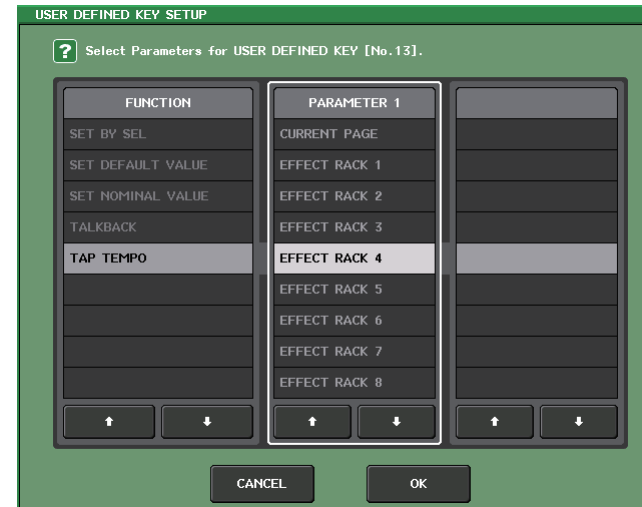 USER DEFINED KEY SETUP
? Select Parameters for USER DEFINED KEY [No.13].
FUNCTION
SET BY SEL
SET DEFAULT VALUE
SET NOMINAL VALUE
TALKBACK
TAP TEMPO
PARAMETER 1
CURRENT PAGE
EFFECT RACK 1
EFFECT RACK 2
EFFECT RACK 3
EFFECT RACK 4
EFFECT RACK 5
EFFECT RACK 6
EFFECT RACK 7
EFFECT RACK 8
CANCEL
OK